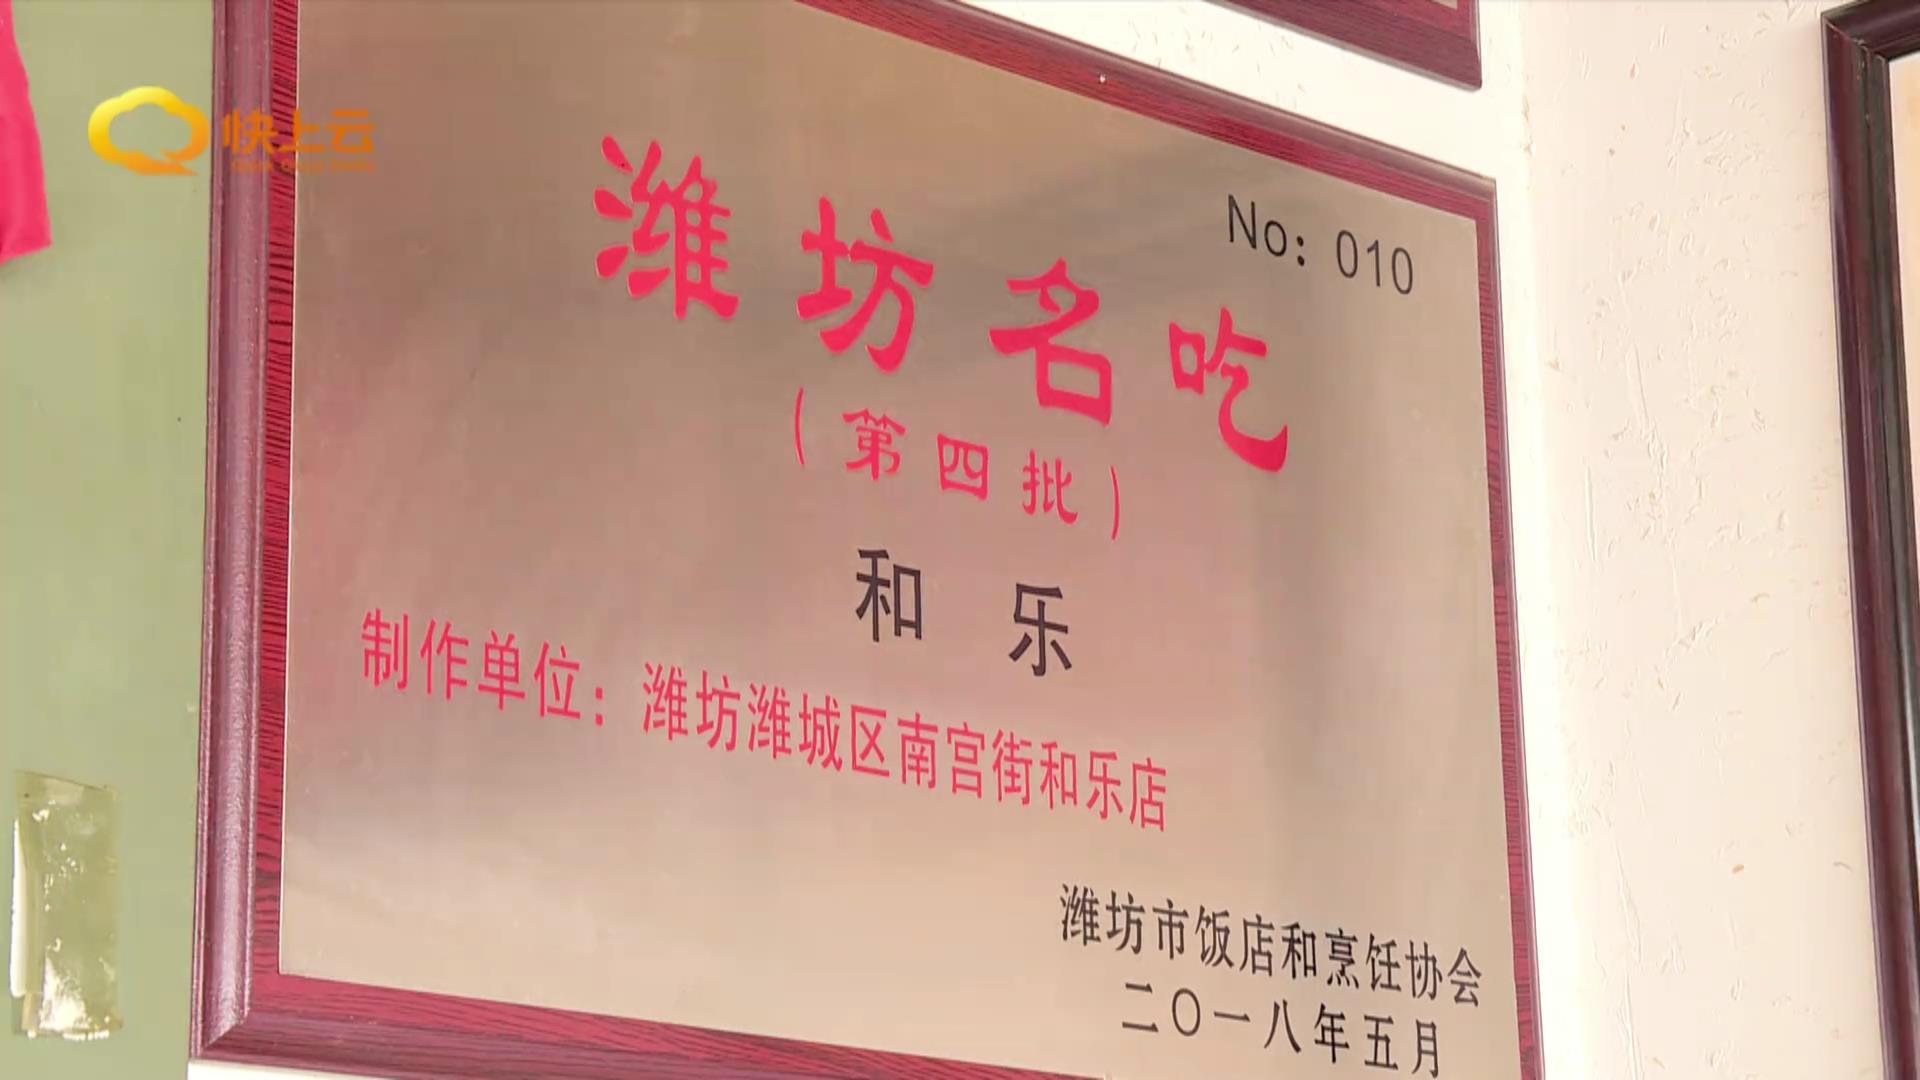 快上云
No: 010
潍坊名吃
(第四批)
和乐
制作单位：潍坊潍城区南宫街和乐店
潍坊市饭店和烹饪协会
二〇一八年五月